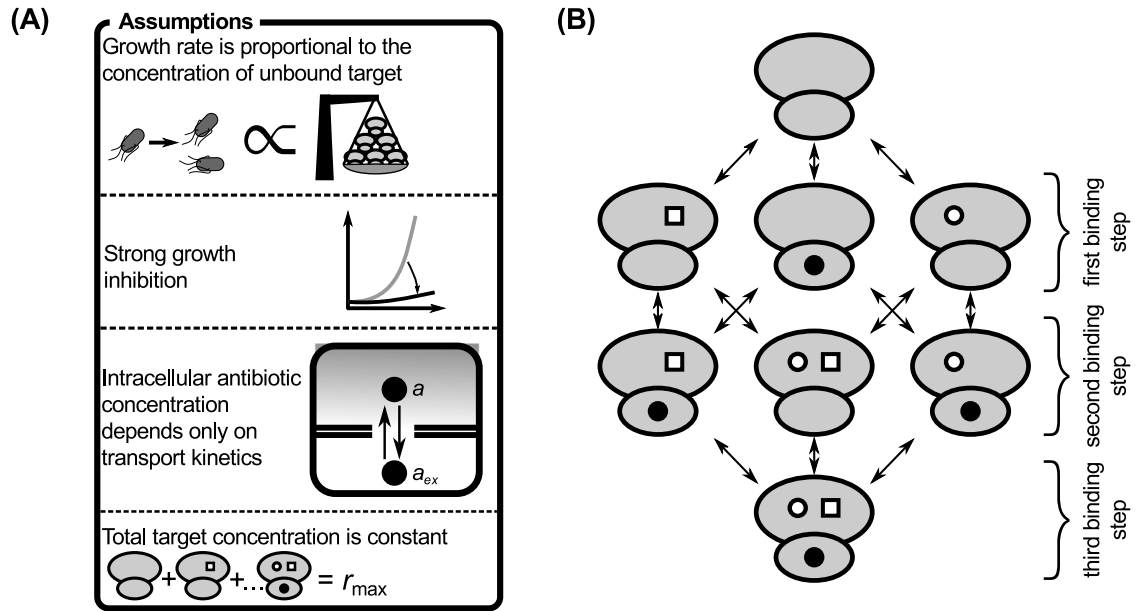 (A)
Assumptions
Growth rate is proportional to the
concentration of unbound target
∝
Strong growth
inhibition
Intracellular antibiotic
concentration
depends only on
transport kinetics
a
a_ex
Total target concentration is constant
+ +....  = r_max
(B)
first binding
step
second binding
step
third binding
step